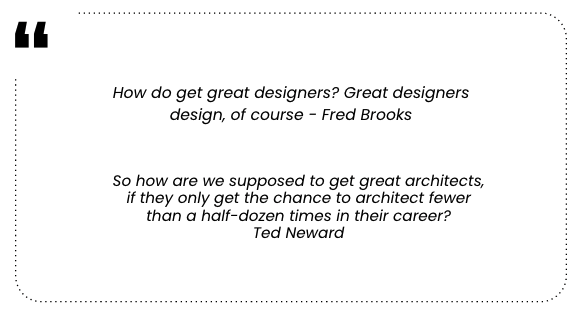 ❝
How do get great designers? Great designers
design, of course - Fred Brooks
So how are we supposed to get great architects,
if they only get the chance to architect fewer
than a half-dozen times in their career?
Ted Neward